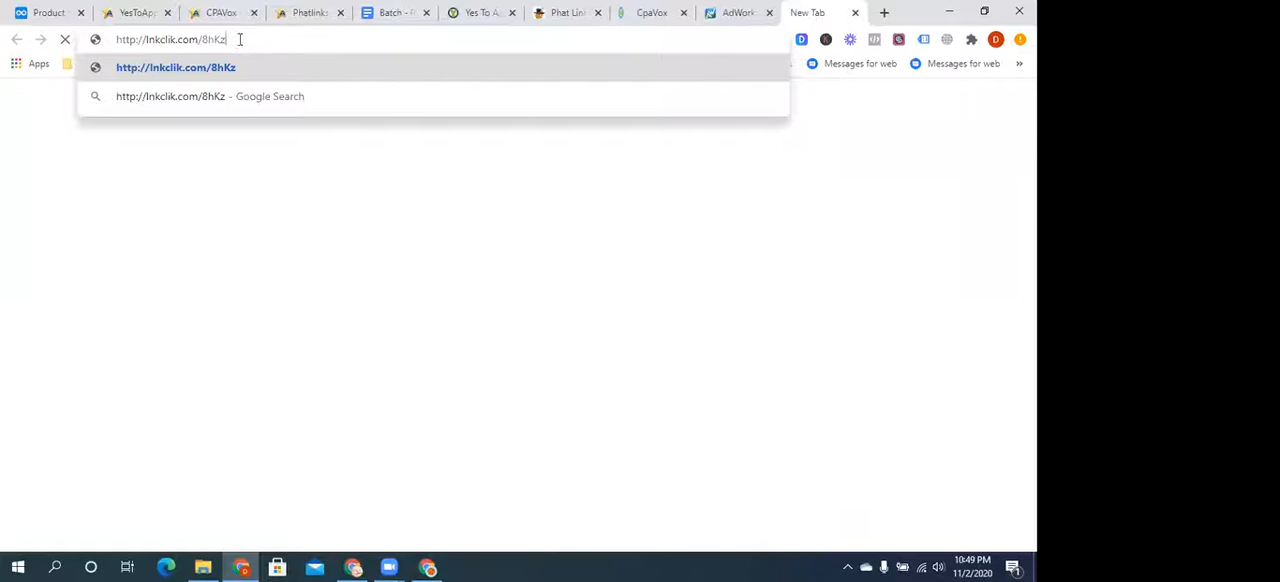 Product
YesToApp
CPAVox
Phatlinks
Batch - (
Yes To A
Phat Lin
CpaVox
AdWork
New Tab
http://lnkclik.com/8hKz
Apps
Messages for web
Messages for web
»
http://lnkclik.com/8hKz
http://lnkclik.com/8hKz - Google Search
10:49 PM
11/2/2020